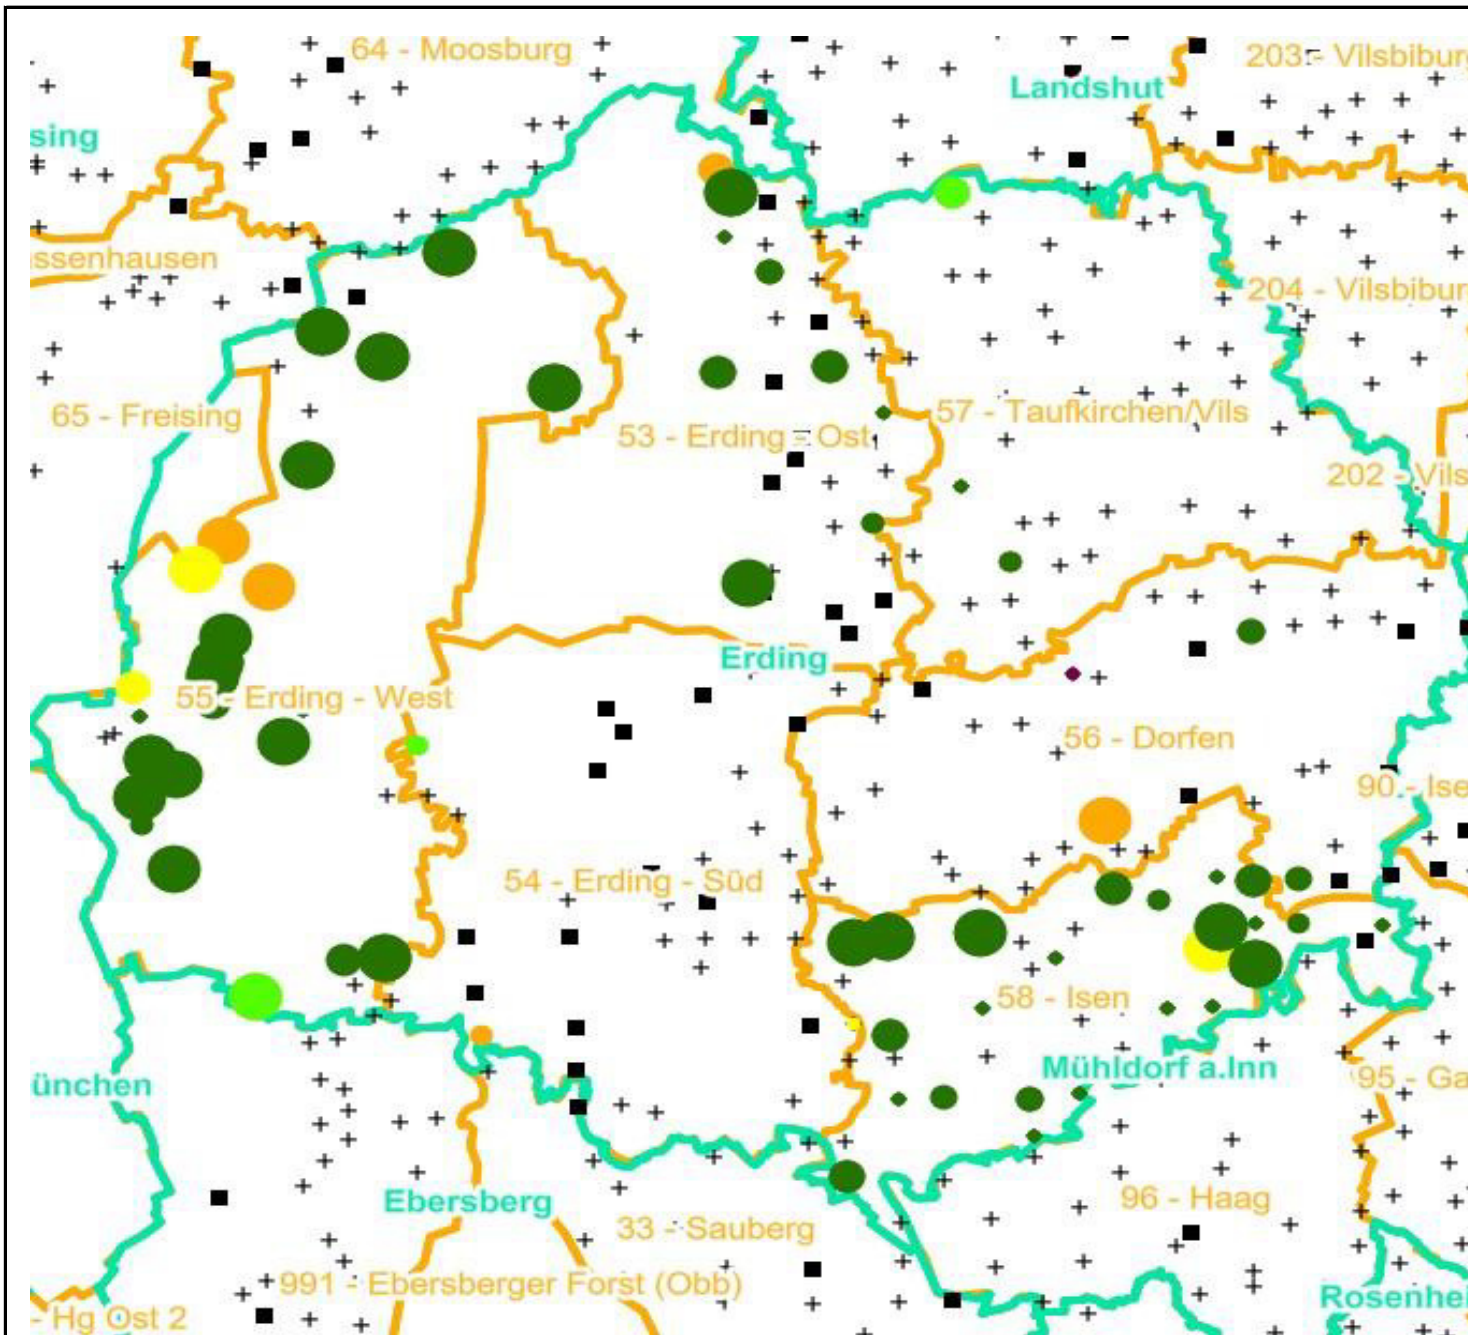 64 - Moosburg
203 - Vilsbiburg
Landshut
sing
assenhausen
204 - Vilsbibur
65 - Freising
57 - Taufkirchen/Vils
53 - Erding - Ost
202 - Vils
Erding
55 - Erding - West
56 - Dorfen
90 - Ise
54 - Erding - Süd
58 - Isen
Mühldorf a.Inn
ünchen
95 - Ga
Ebersberg
96 - Haag
33 - Sauberg
991 - Ebersberger Forst (Obb)
Rosenhei
- Hg Ost 2